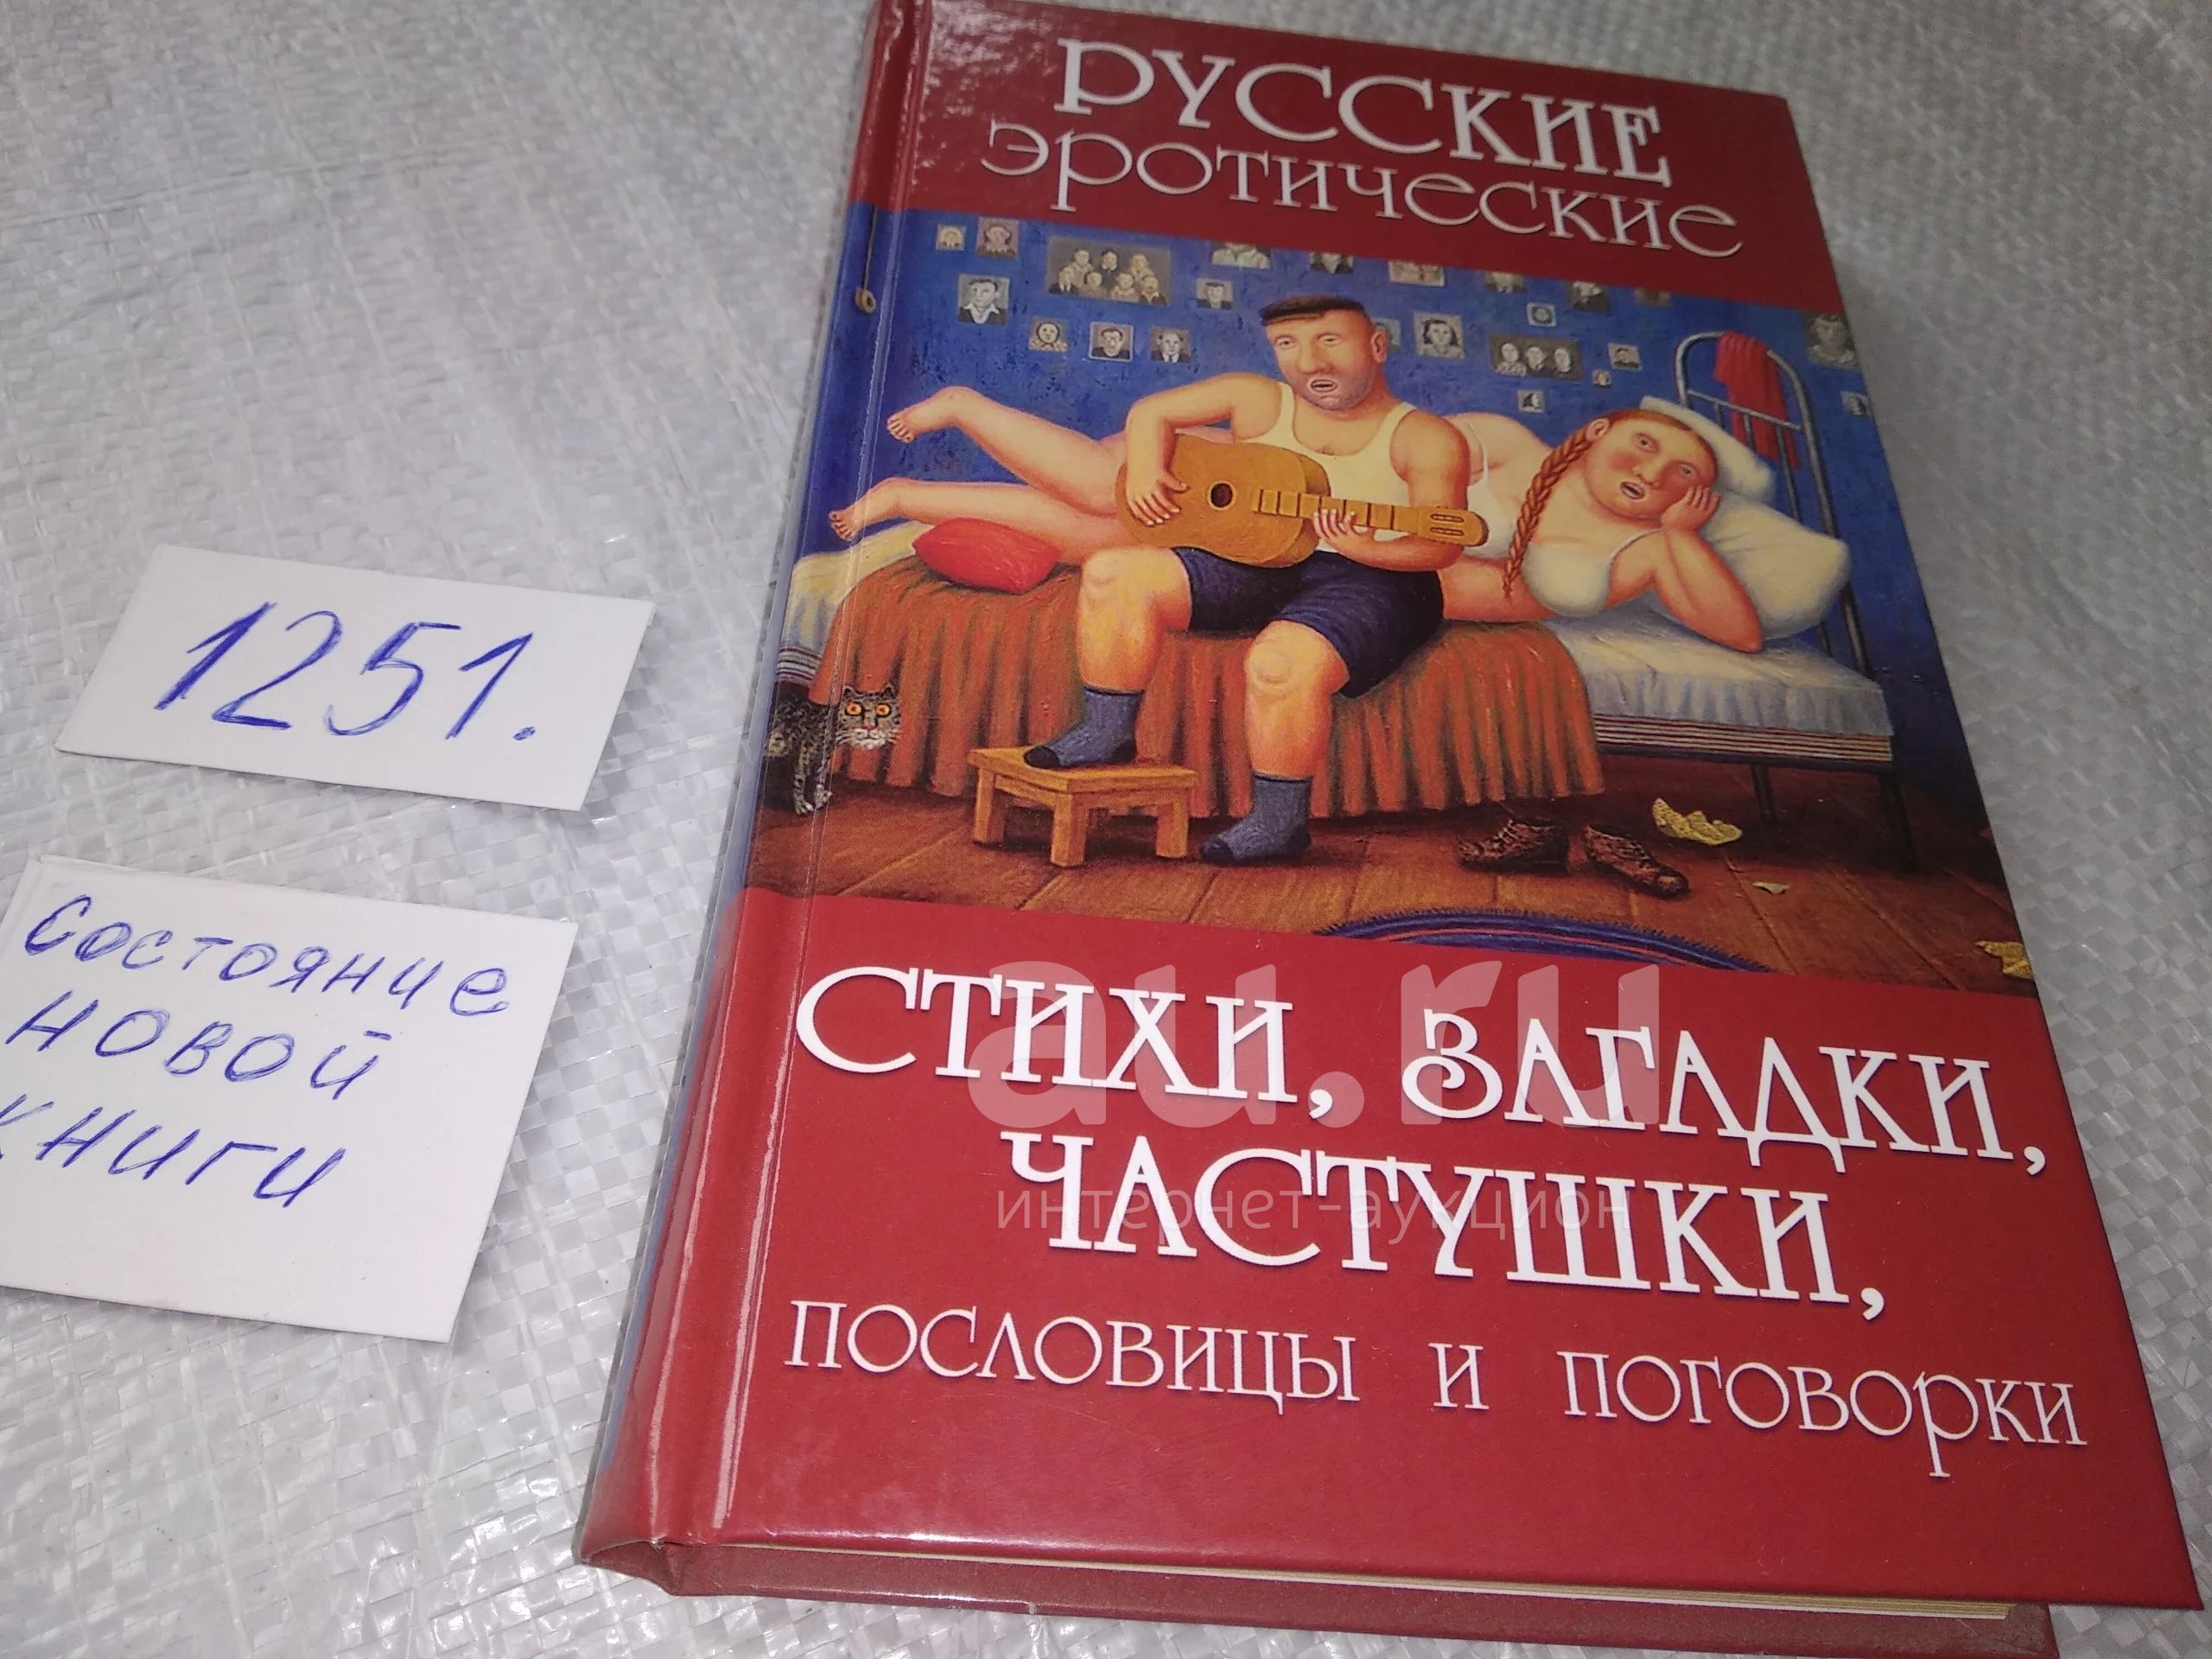 РУССКИЕ
ЭРОТИЧЕСКИЕ
СТИХИ, ЗАГАДКИ,
ЧАСТУШКИ,
ПОСЛОВИЦЫ И ПОГОВОРКИ
1251.
Состояние
новой
книги
au.ru
интернет-аукцион